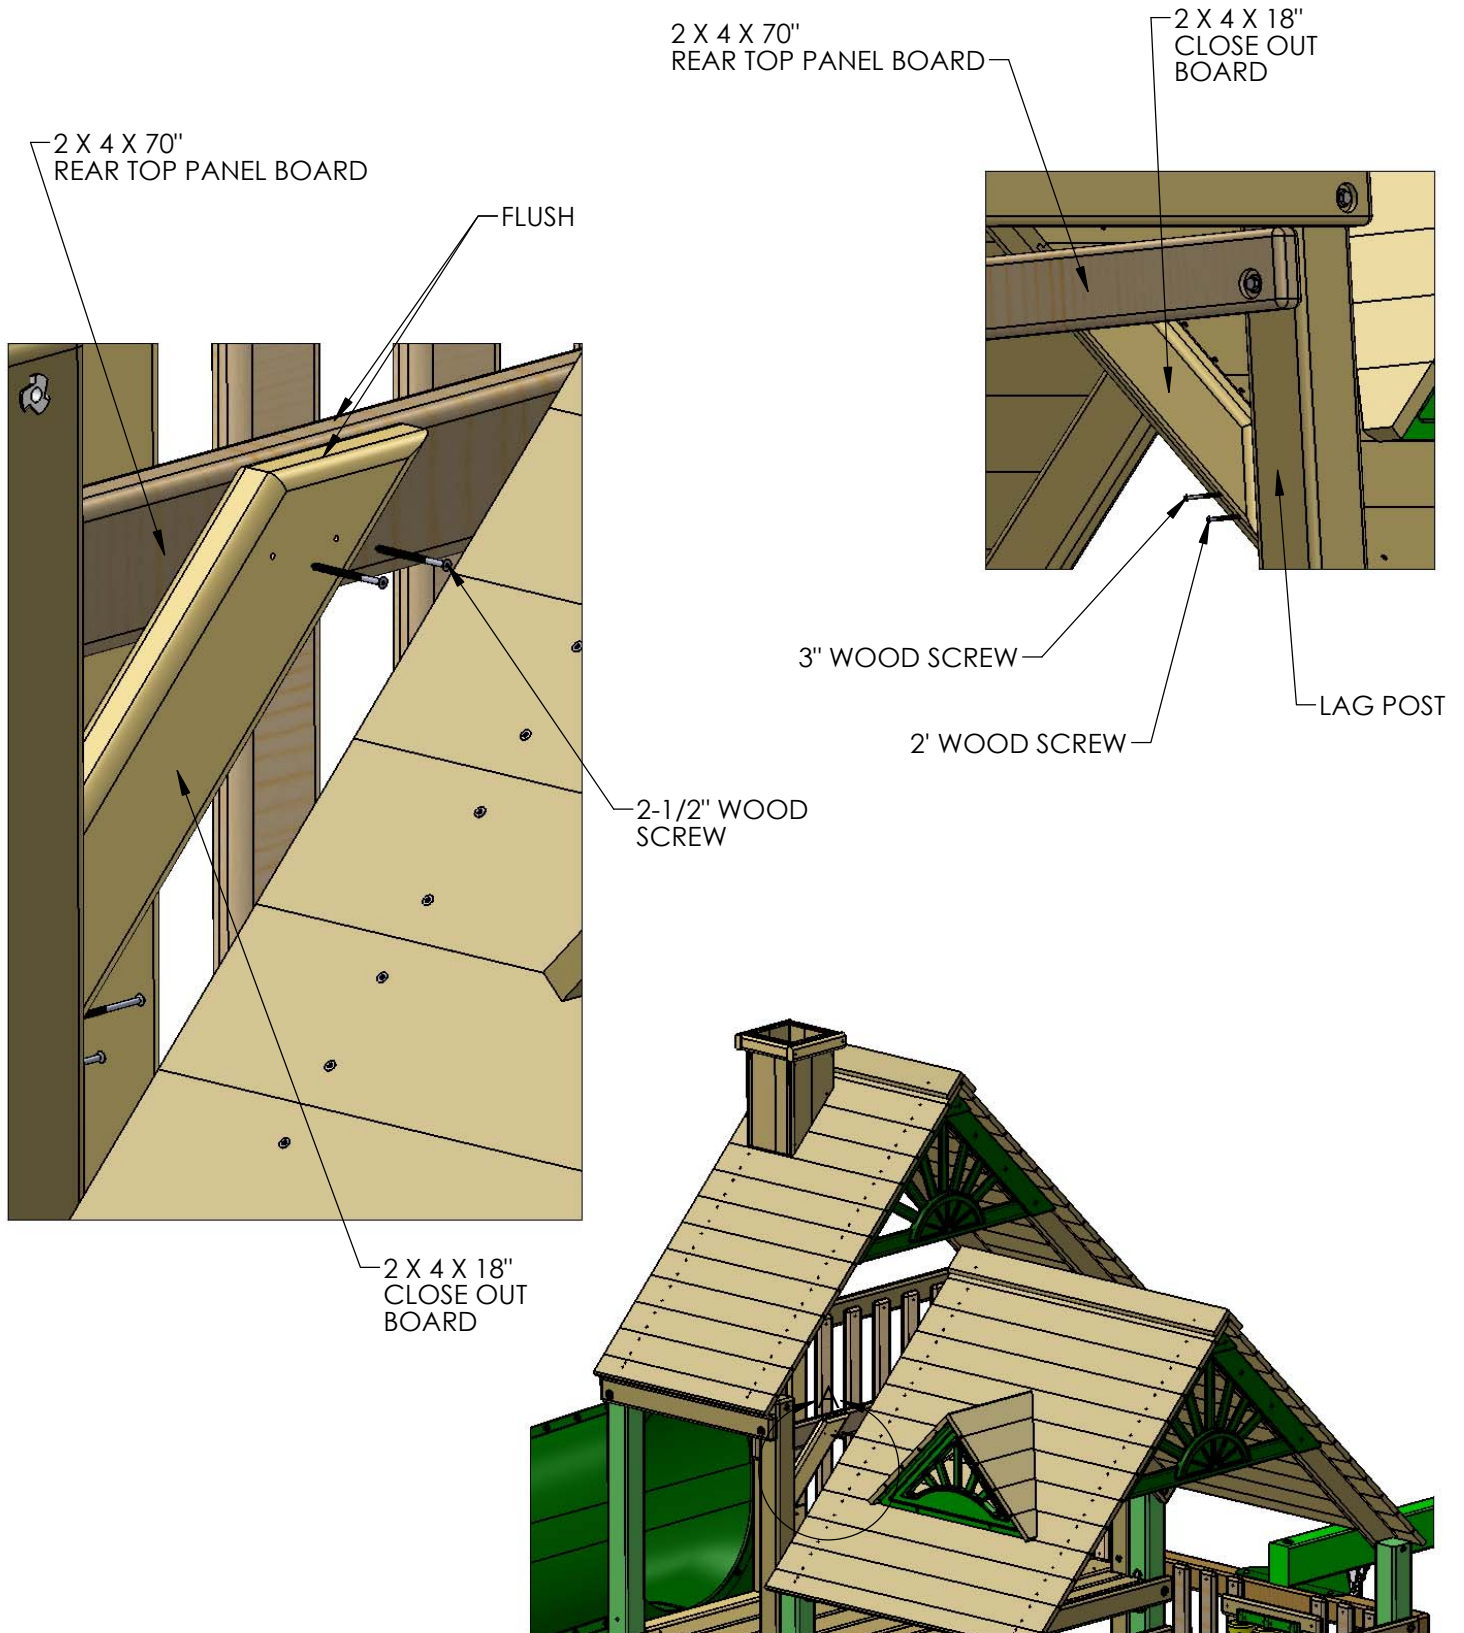 2 X 4 X 70"
REAR TOP PANEL BOARD
2 X 4 X 18"
CLOSE OUT
BOARD
2 X 4 X 70"
REAR TOP PANEL BOARD
FLUSH
3" WOOD SCREW
LAG POST
2' WOOD SCREW
2-1/2" WOOD
SCREW
2 X 4 X 18"
CLOSE OUT
BOARD
A